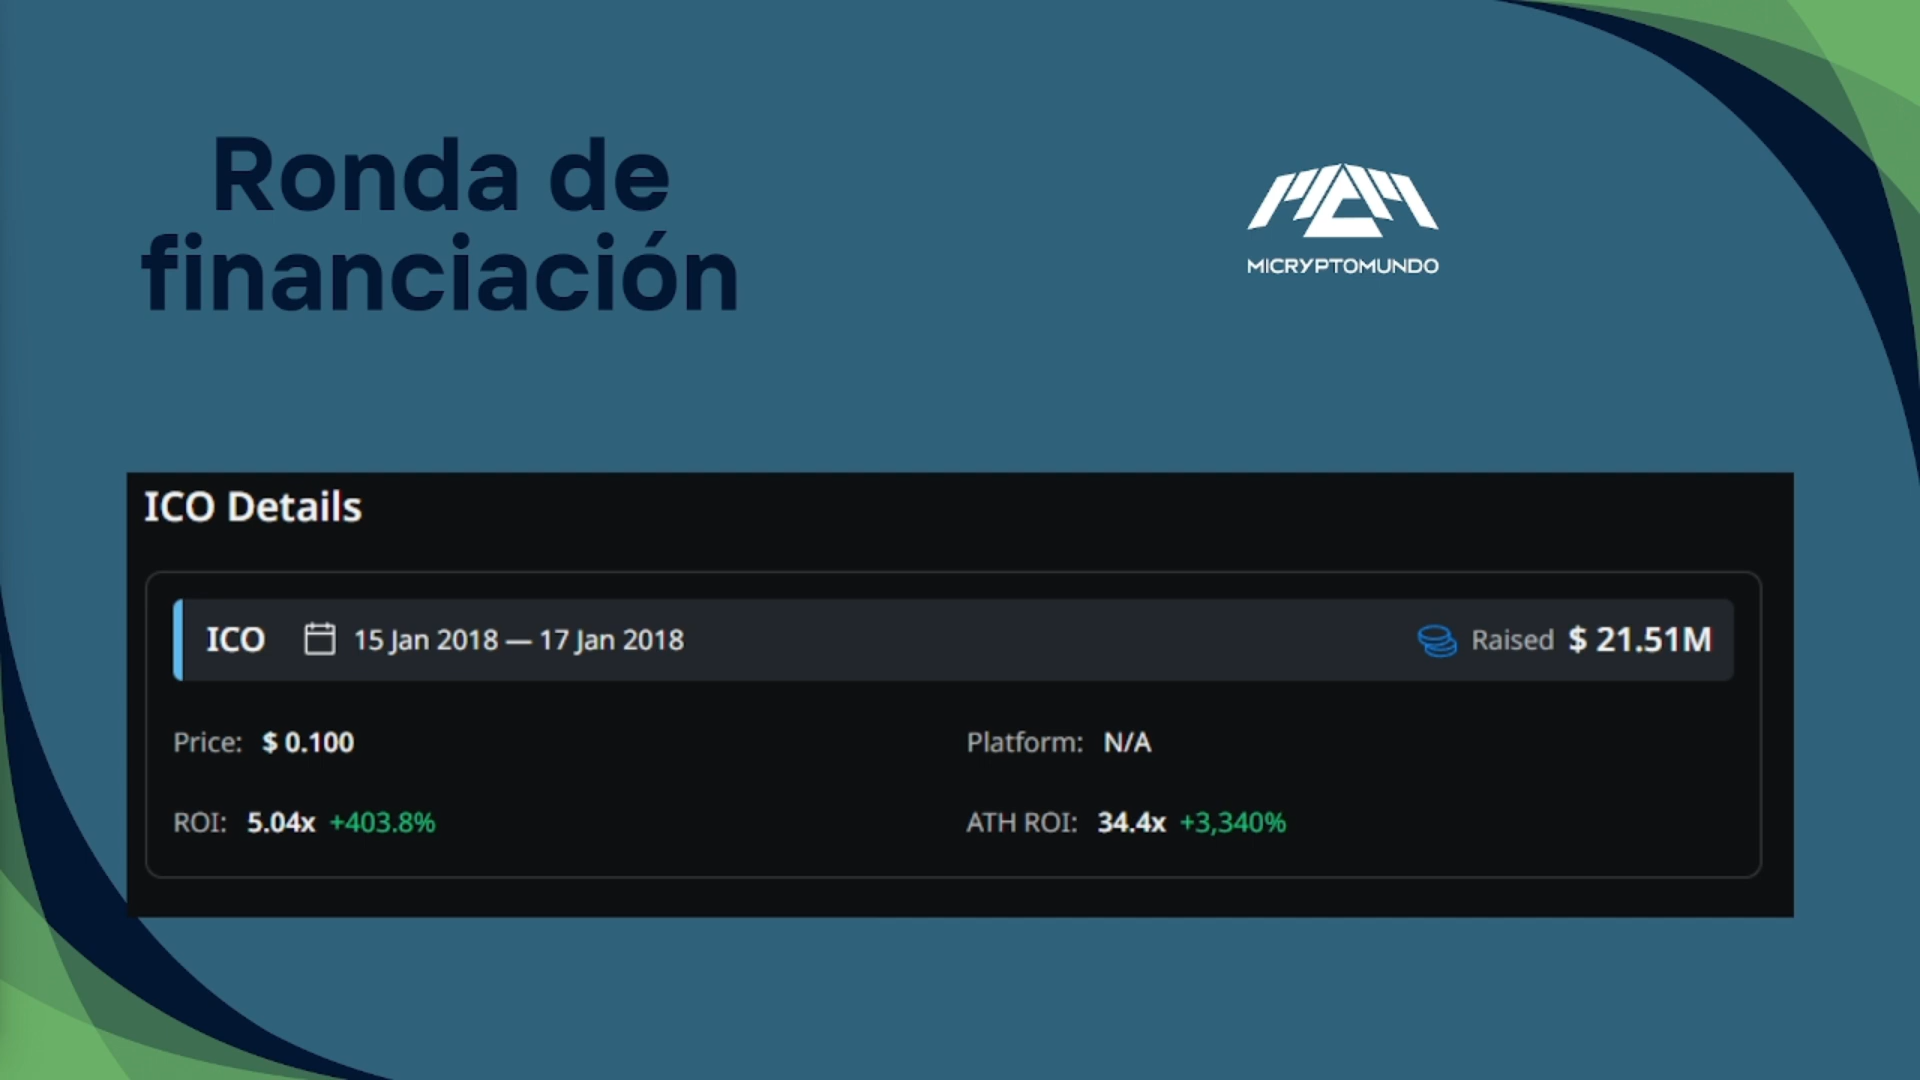 Ronda de
financiación
MICRYPTOMUNDO
ICO Details
ICO 15 Jan 2018 — 17 Jan 2018 Raised $ 21.51M
Price: $ 0.100 Platform: N/A
ROI: 5.04x +403.8% ATH ROI: 34.4x +3,340%